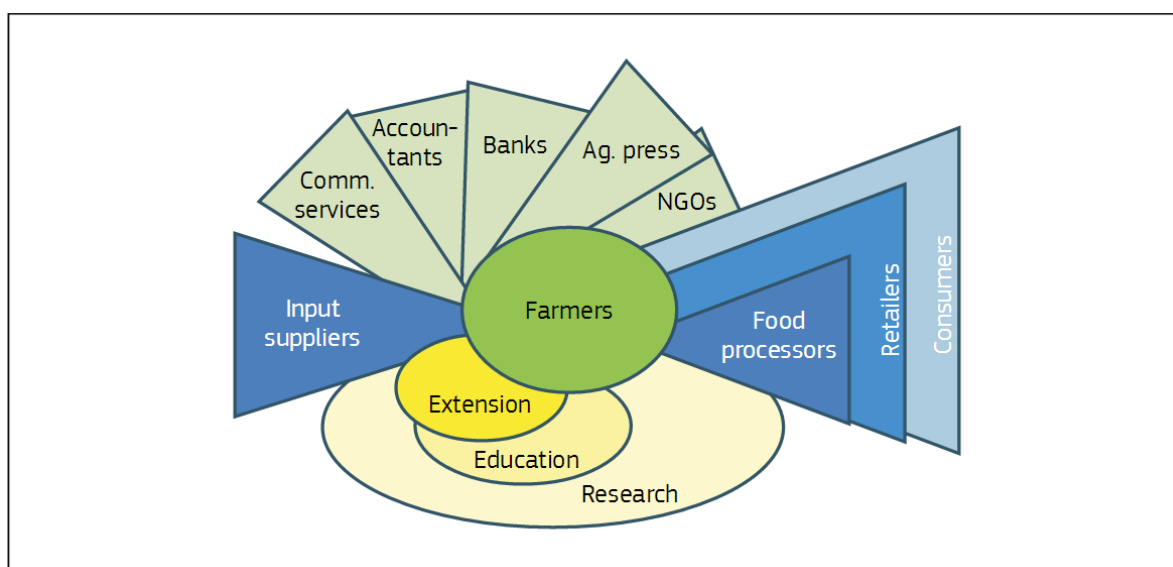 Accoun-
tants
Banks
Ag. press
Comm.
services
NGOs
Input
suppliers
Farmers
Food
processors
Retailers
Consumers
Extension
Education
Research